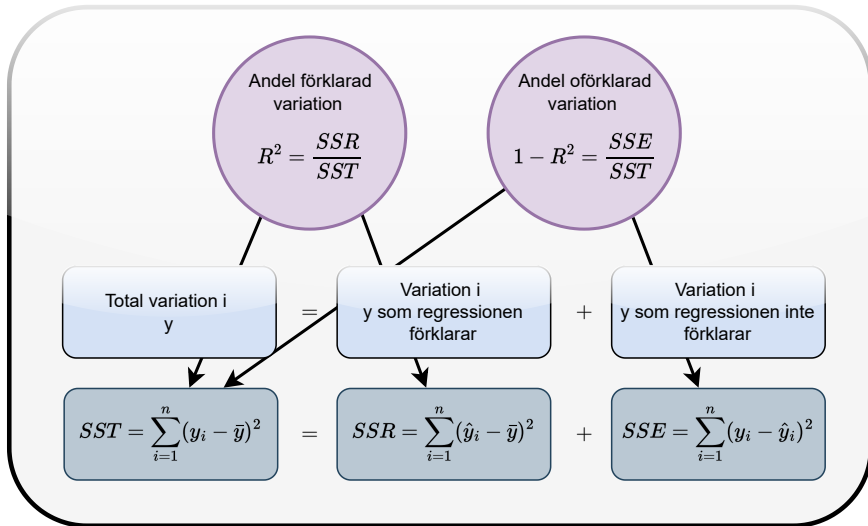 Andel förklarad
variation
R² = SSR/SST
Andel oförklarad
variation
1 − R² = SSE/SST
Total variation i
y
=
Variation i
y som regressionen
förklarar
+
Variation i
y som regressionen inte
förklarar
SST = ∑_{i=1}^{n} (y_i − ȳ)²
=
SSR = ∑_{i=1}^{n} (ŷ_i − ȳ)²
+
SSE = ∑_{i=1}^{n} (y_i − ŷ_i)²